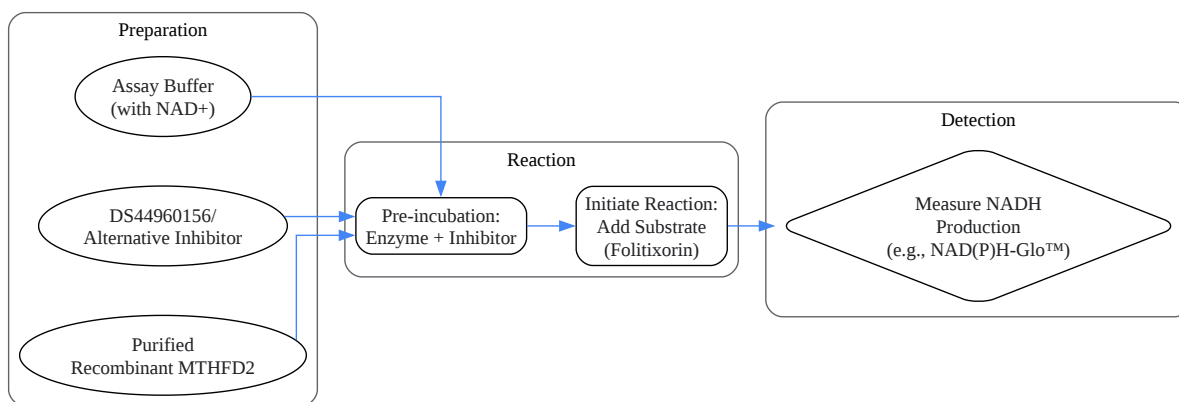 Preparation
Assay Buffer
(with NAD+)
DS44960156/
Alternative Inhibitor
Purified
Recombinant MTHFD2
Reaction
Pre-incubation:
Enzyme + Inhibitor
Initiate Reaction:
Add Substrate
(Folitixorin)
Detection
Measure NADH
Production
(e.g., NAD(P)H-Glo™)